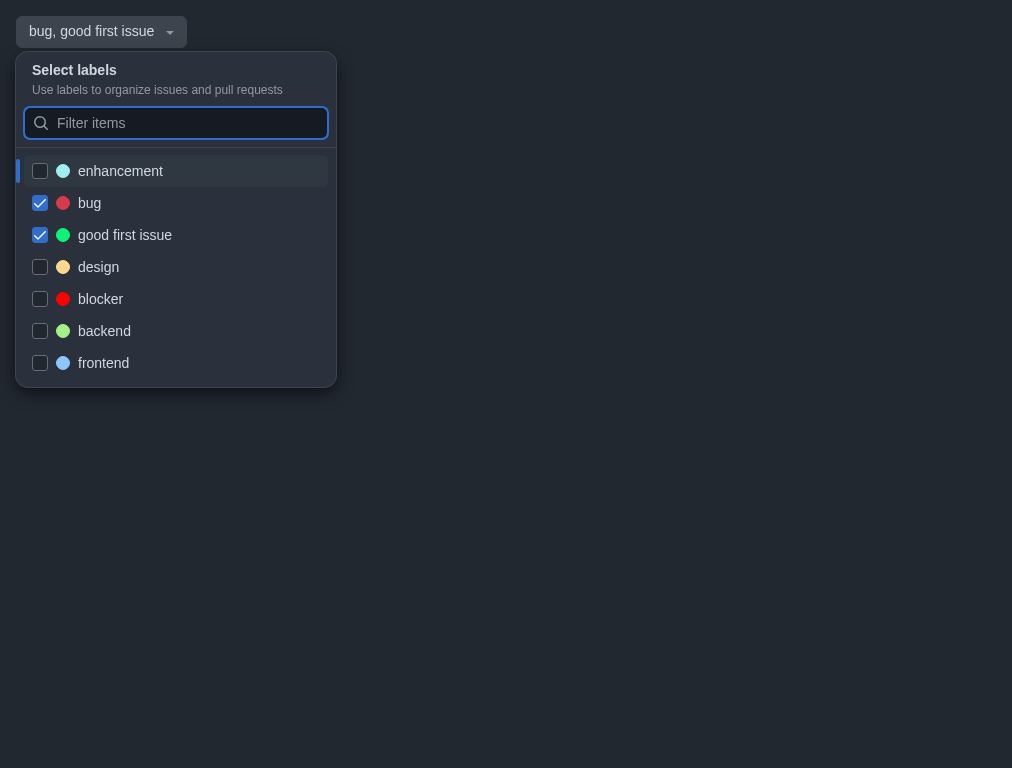 bug, good first issue
Select labels
Use labels to organize issues and pull requests
Filter items
enhancement
bug
good first issue
design
blocker
backend
frontend